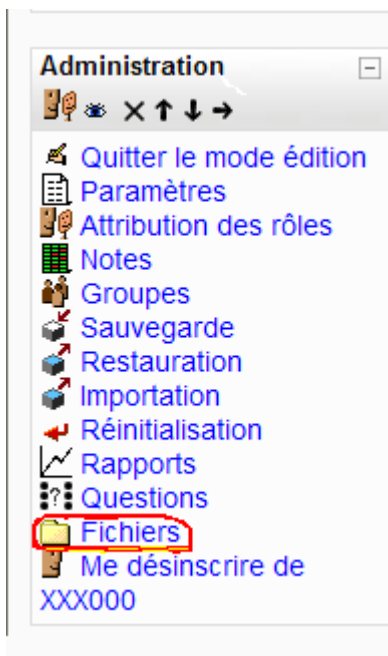 Administration
Quitter le mode édition
Paramètres
Attribution des rôles
Notes
Groupes
Sauvegarde
Restauration
Importation
Réinitialisation
Rapports
Questions
Fichiers
Me désinscrire de
XXX000